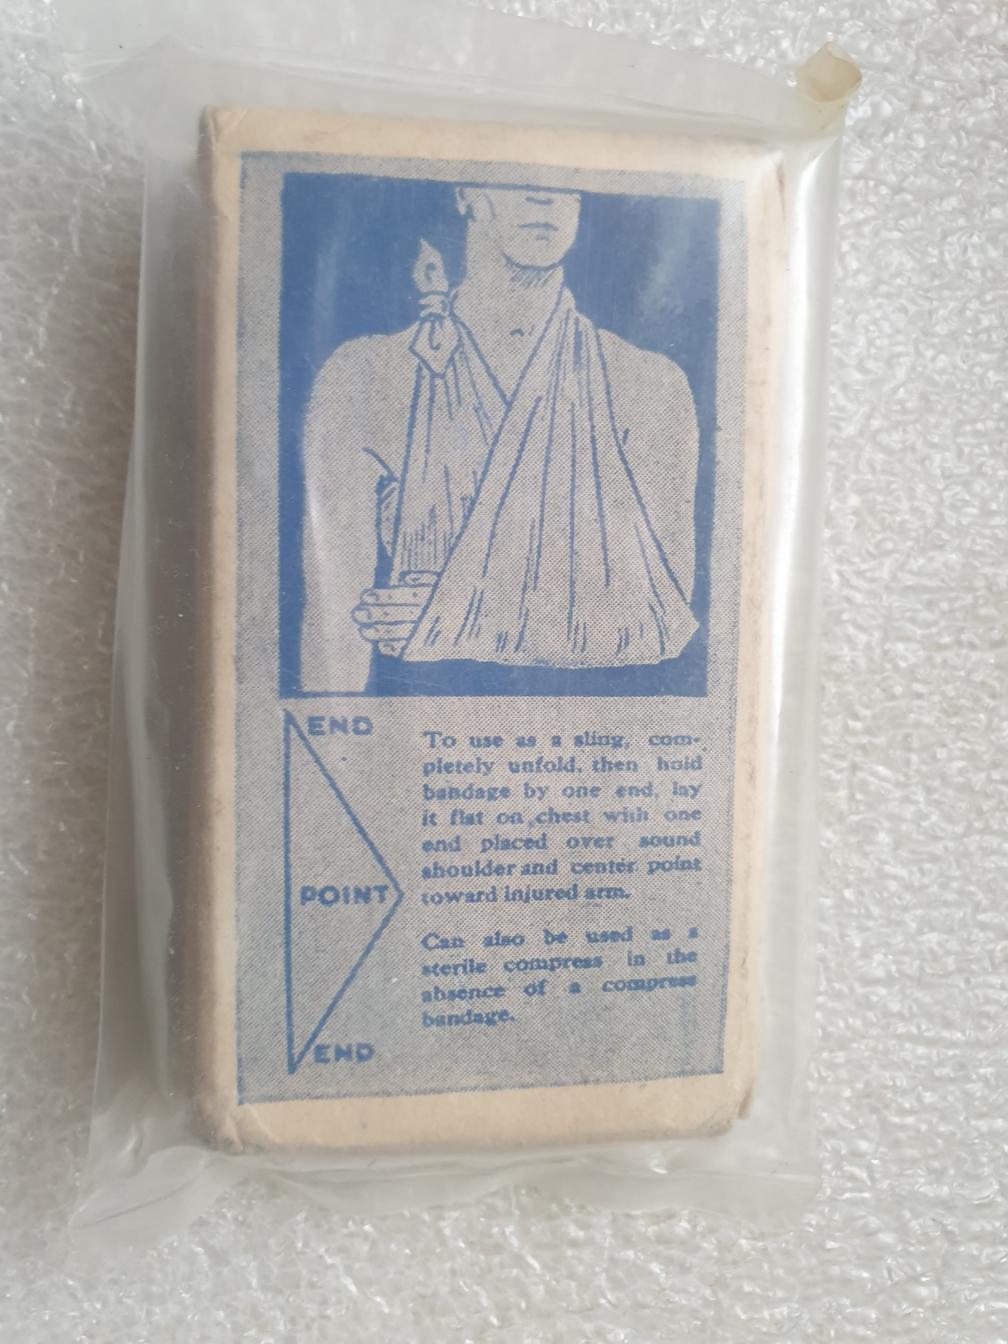 END
POINT
END
To use as a sling, com-
pletely unfold, then hold
bandage by one end, lay
it flat on chest with one
end placed over sound
shoulder and center point
toward injured arm.
Can also be used as a
sterile compress in the
absence of a compress
bandage.